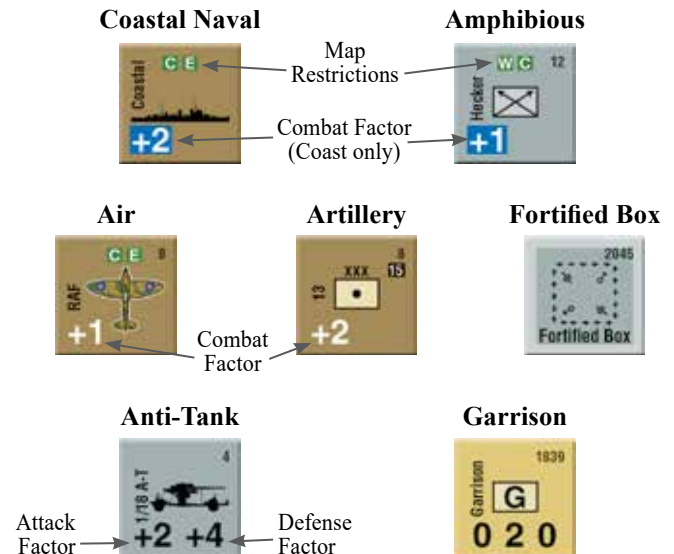 Coastal Naval
Amphibious
Coastal
C E
+2
Map
Restrictions
Combat Factor
(Coast only)
W C
12
Hecker
+1
Air
Artillery
Fortified Box
C E
9
RAF
+1
Combat
Factor
8
XXX
15
13
+2
2045
Fortified Box
Anti-Tank
Garrison
4
1/18 A-T
+2 +4
Attack
Factor
Defense
Factor
1839
Garrison
G
0 2 0